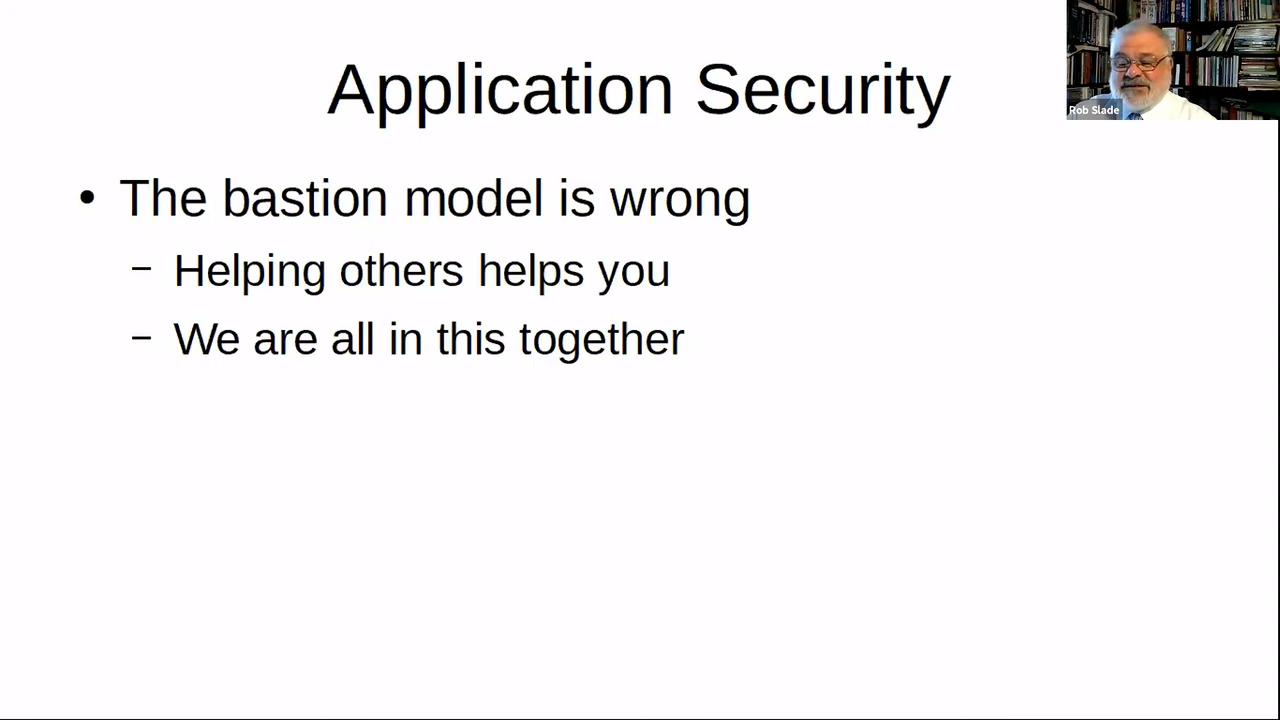 Application Security
Rob Slade
• The bastion model is wrong
– Helping others helps you
– We are all in this together